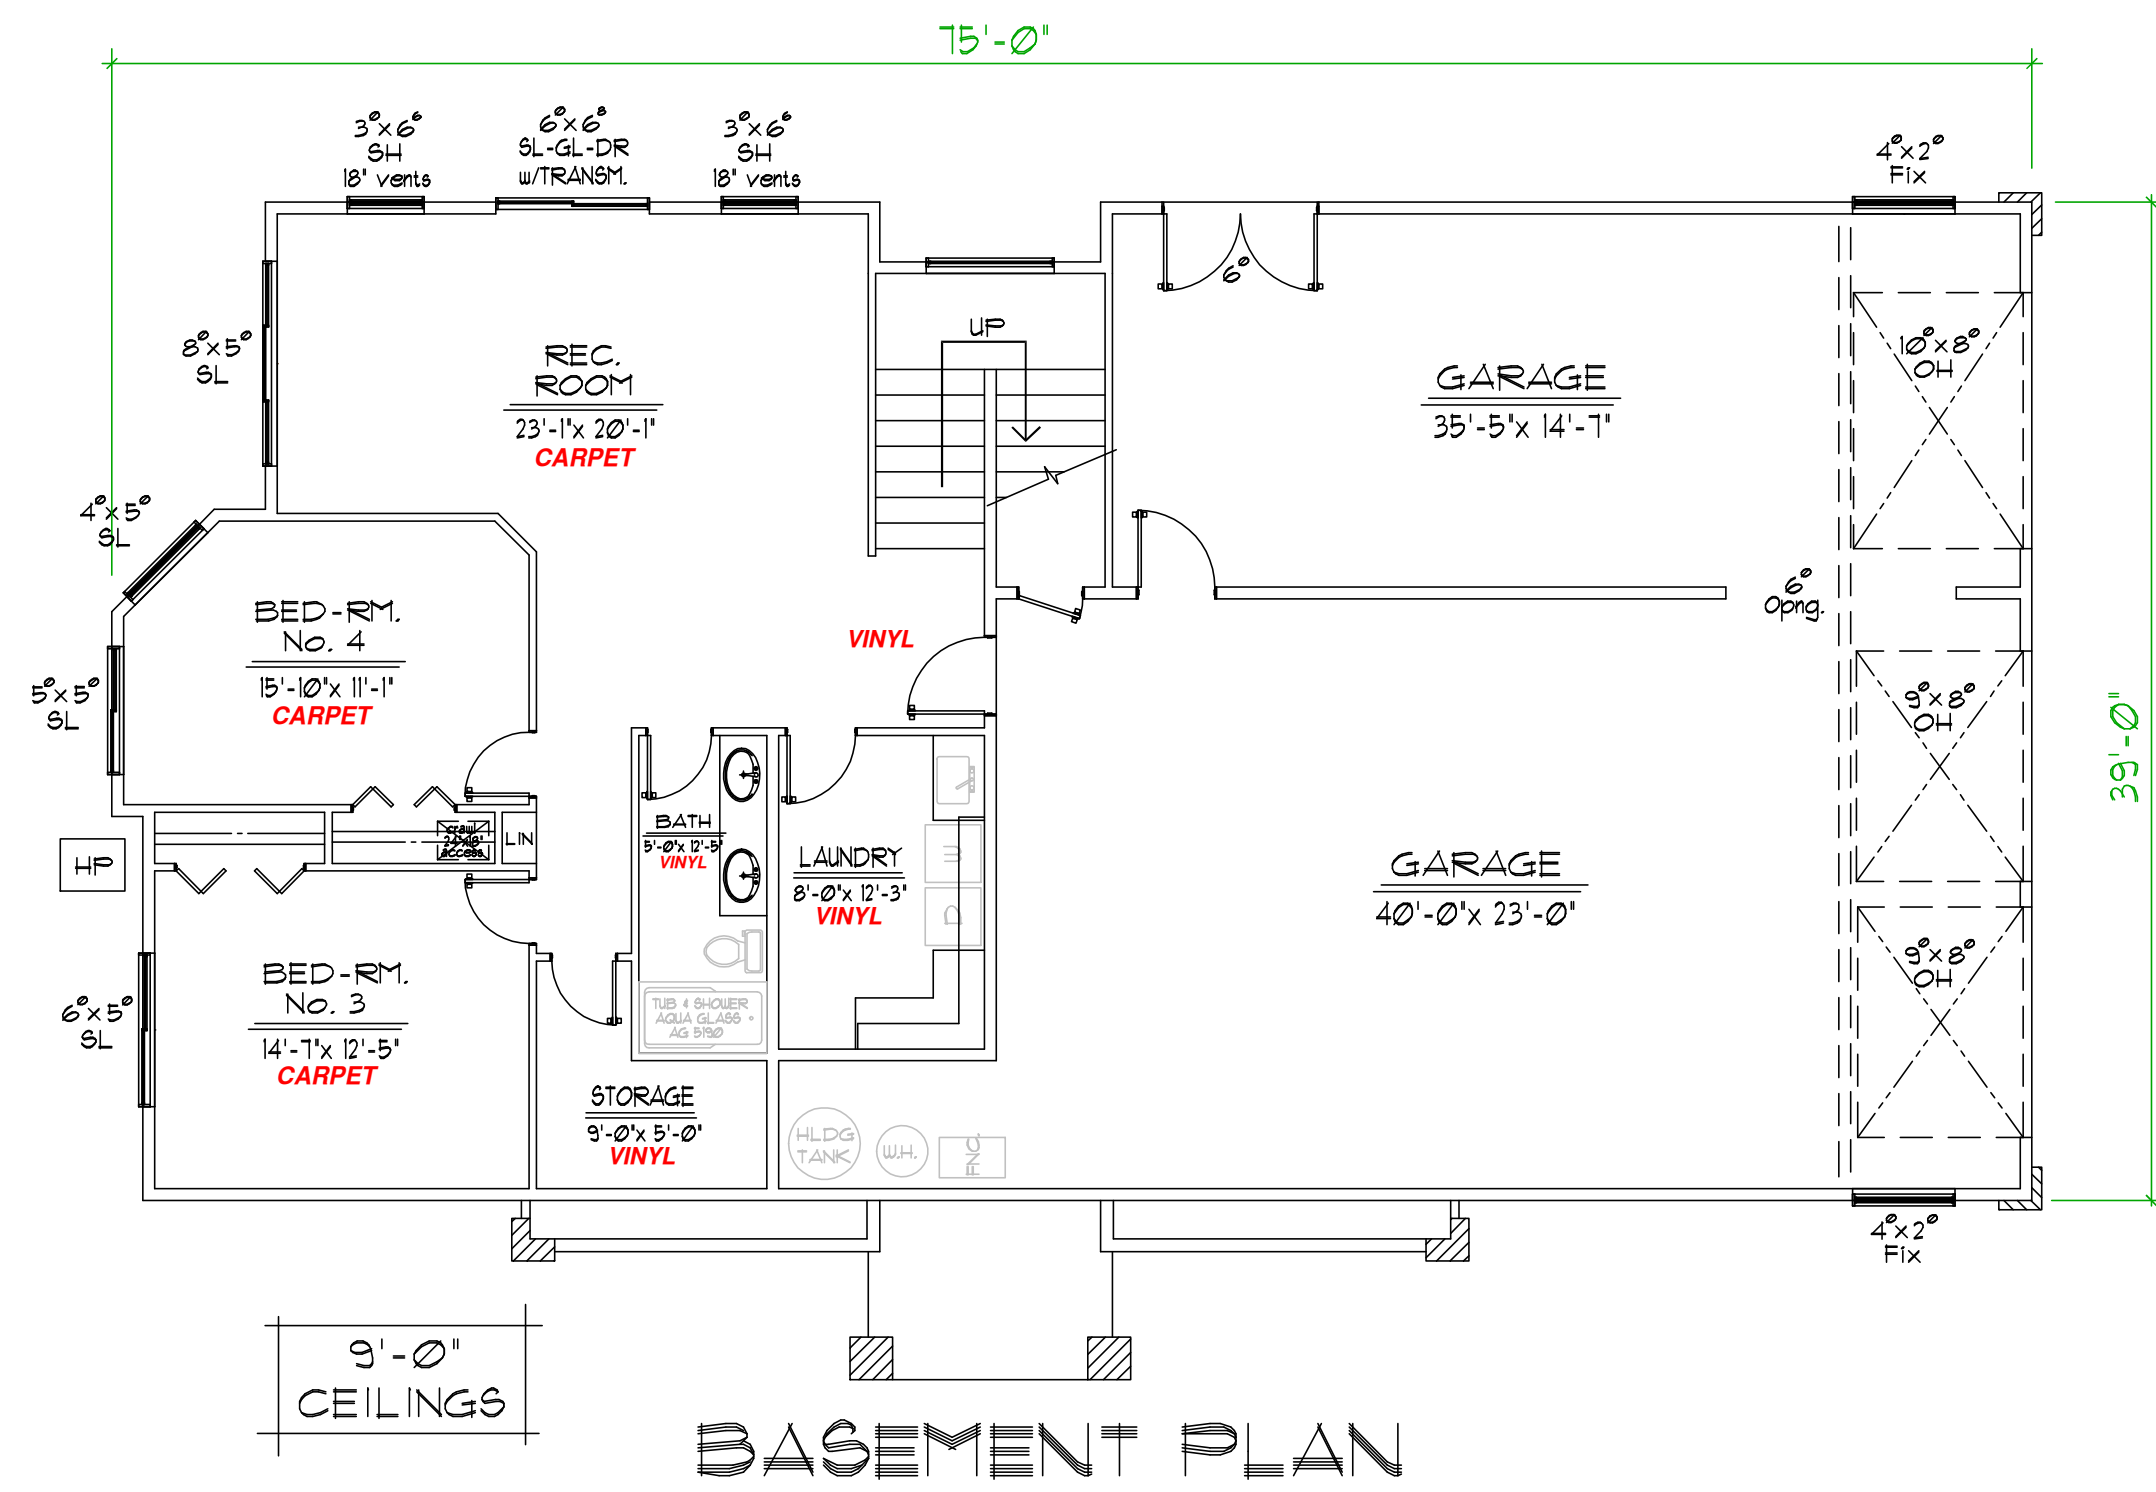 75'-0"
3⁰x6⁶
SH
18" vents
6⁰x6⁸
SL-GL-DR
w/TRANSM.
3⁰x6⁶
SH
18" vents
4⁰x2⁰
Fix
6⁰
UP
8⁰x5⁰
SL
REC.
ROOM
23'-1"x 20'-1"
CARPET
GARAGE
35'-5"x 14'-7"
10⁰x8⁰
OH
4⁰x5⁰
SL
BED-RM.
No. 4
15'-10"x 11'-1"
CARPET
VINYL
6⁰
Opng.
5⁰x5⁰
SL
9⁰x8⁰
OH
39'-0"
HP
crawl
24"x18"
access
LIN
BATH
5'-0"x 12'-5"
VINYL
LAUNDRY
8'-0"x 12'-3"
VINYL
W
D
GARAGE
40'-0"x 23'-0"
9⁰x8⁰
OH
BED-RM.
No. 3
14'-7"x 12'-5"
CARPET
6⁰x5⁰
SL
TUB & SHOWER
AQUA GLASS
AG 5190
STORAGE
9'-0"x 5'-0"
VINYL
HLDG
TANK
W.H.
FNC.
4⁰x2⁰
Fix
9'-0"
CEILINGS
BASEMENT PLAN